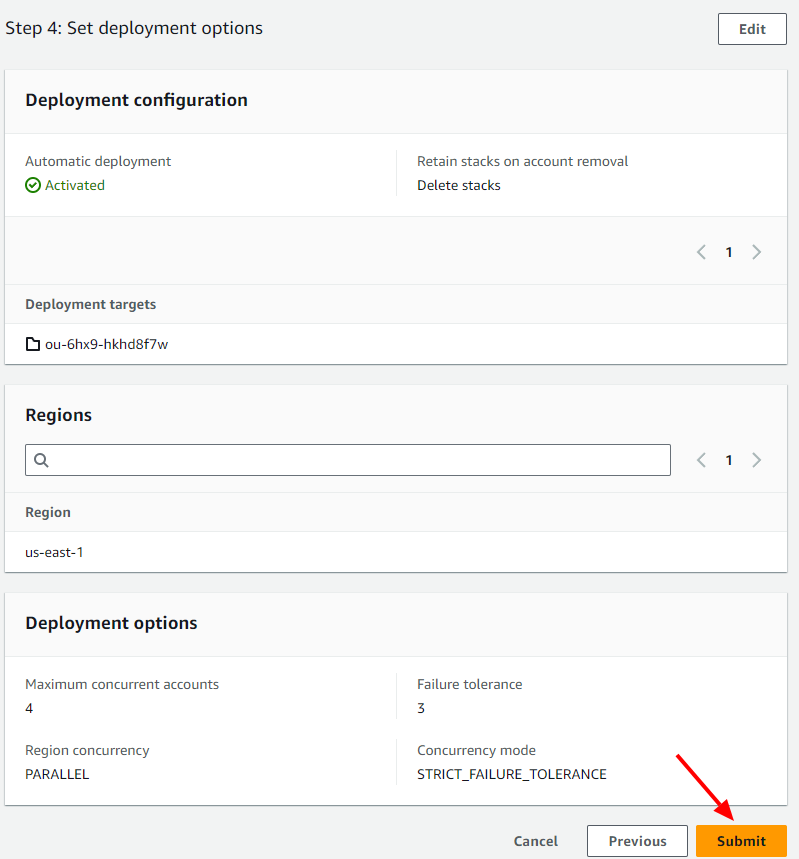 Step 4: Set deployment options
Edit
Deployment configuration
Automatic deployment
Activated
Retain stacks on account removal
Delete stacks
1
Deployment targets
ou-6hx9-hkhd8f7w
Regions
1
Region
us-east-1
Deployment options
Maximum concurrent accounts
4
Failure tolerance
3
Region concurrency
PARALLEL
Concurrency mode
STRICT_FAILURE_TOLERANCE
Cancel
Previous
Submit